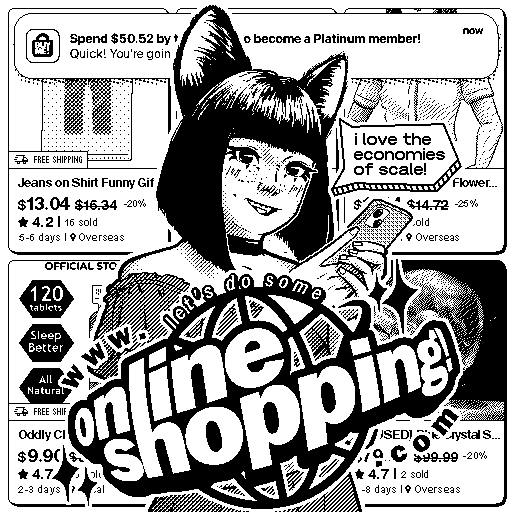 Spend $50.52 by to become a Platinum member!
now
Quick! You're goin
i love the
economies
of scale!
FREE SHIPPING
Jeans on Shirt Funny Gif
$13.04 $16.34 -20%
4.2 | 16 sold
5-6 days | Overseas
Flower...
$14.72 -25%
sold
Overseas
OFFICIAL STO
120
tablets
Sleep
Better
All
Natural
FREE SHIP
www. let's do some
online
shopping!
.com
Oddly
$9.90
4.7
2-3 days
Crystal S...
$99.99 -20%
4.7 | 2 sold
-8 days | Overseas